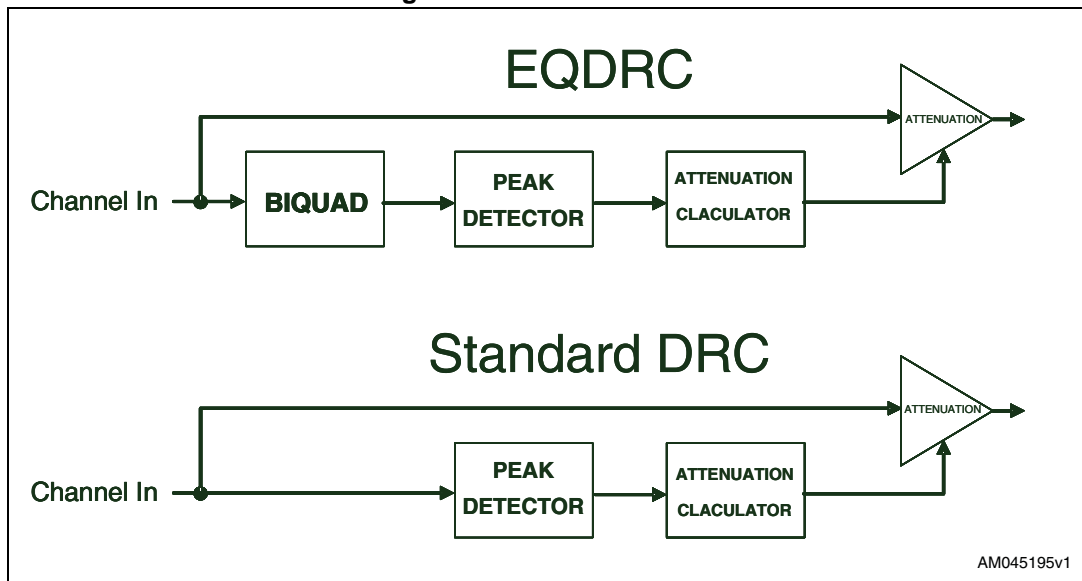 EQDRC
ATTENUATION
Channel In
BIQUAD
PEAK
DETECTOR
ATTENUATION
CLACULATOR
Standard DRC
ATTENUATION
Channel In
PEAK
DETECTOR
ATTENUATION
CLACULATOR
AM045195v1